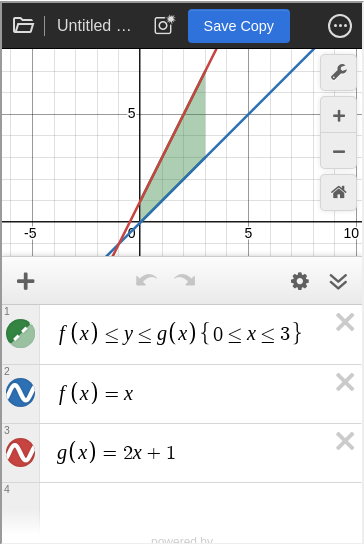 Untitled ...
Save Copy
5
-5
0
5
10
1
f(x) ≤ y ≤ g(x) {0 ≤ x ≤ 3}
2
f(x) = x
3
g(x) = 2x + 1
4
powered by